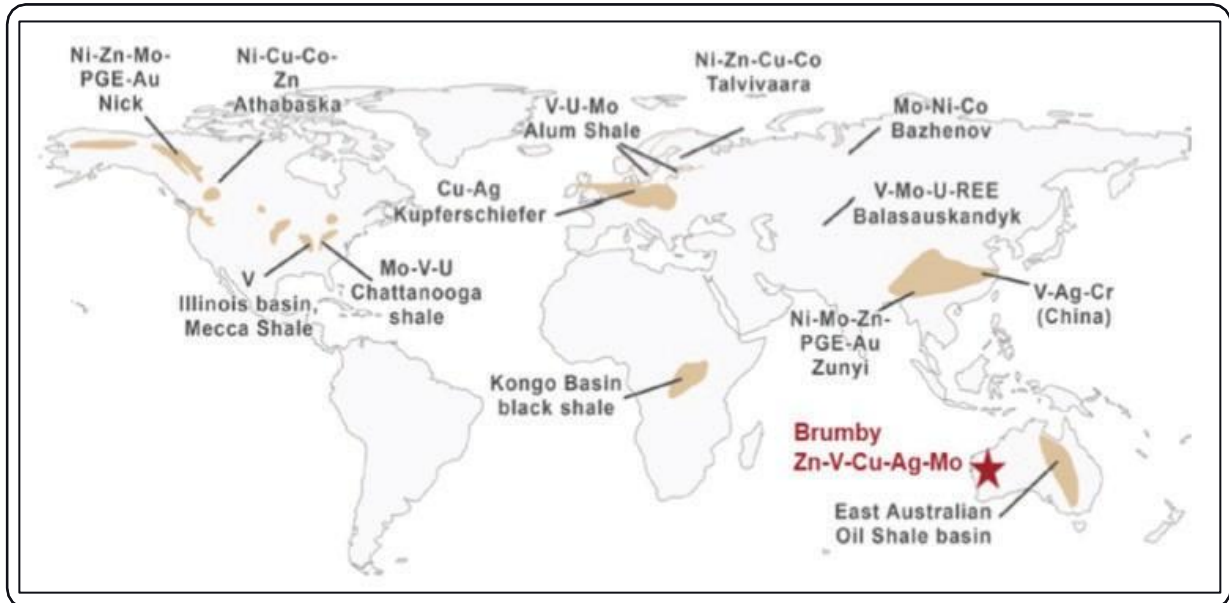 Ni-Zn-Mo-
PGE-Au
Nick
Ni-Cu-Co-
Zn
Athabaska
Ni-Zn-Cu-Co
Talvivaara
V-U-Mo
Alum Shale
Mo-Ni-Co
Bazhenov
Cu-Ag
Kupferschiefer
V-Mo-U-REE
Balasauskandyk
V
Illinois basin,
Mecca Shale
Mo-V-U
Chattanooga
shale
V-Ag-Cr
(China)
Ni-Mo-Zn-
PGE-Au
Zunyi
Kongo Basin
black shale
Brumby
Zn-V-Cu-Ag-Mo
East Australian
Oil Shale basin